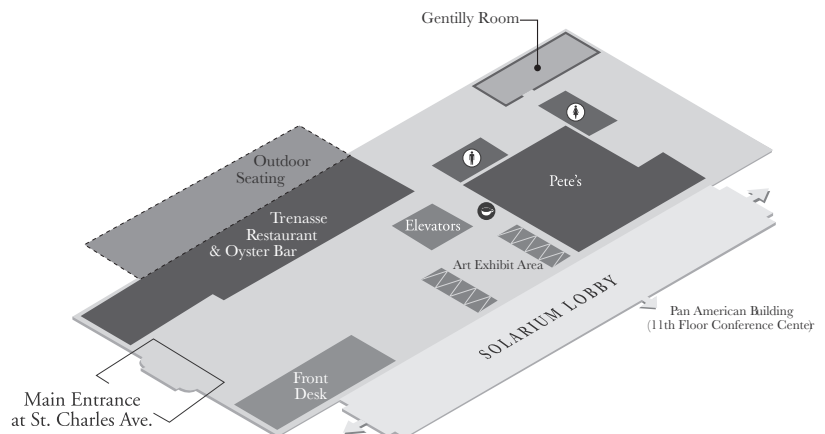 Gentilly Room
Outdoor
Seating
Pete's
Trenasse
Restaurant
& Oyster Bar
Elevators
Art Exhibit Area
SOLARIUM LOBBY
Pan American Building
(11th Floor Conference Center)
Front
Desk
Main Entrance
at St. Charles Ave.